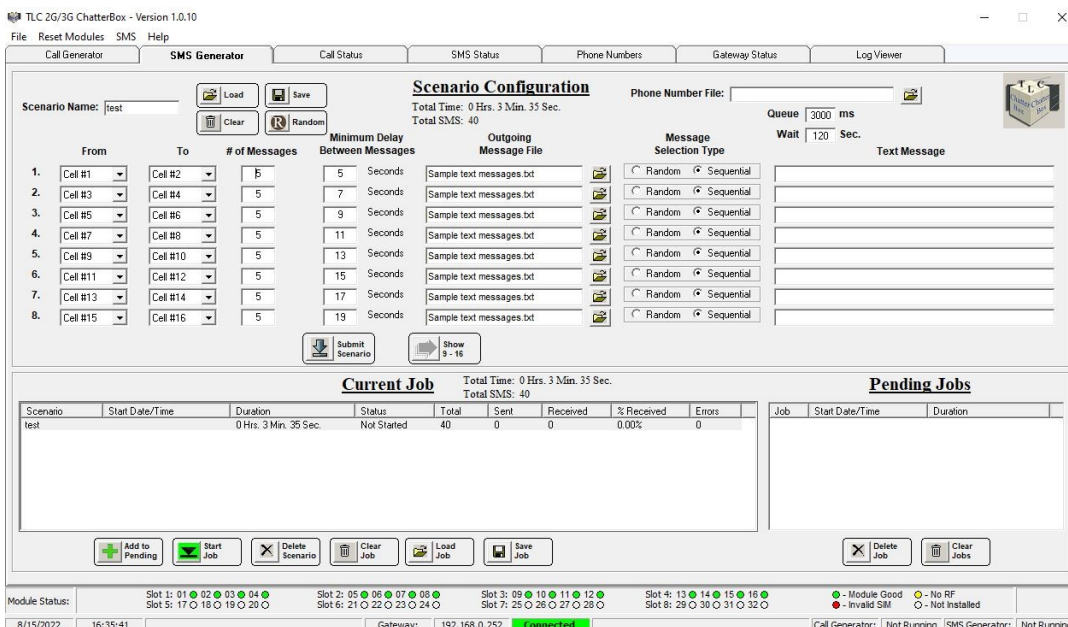 TLC 2G/3G ChatterBox - Version 1.0.10
File Reset Modules SMS Help
Call Generator SMS Generator Call Status SMS Status Phone Numbers Gateway Status Log Viewer
Scenario Configuration
Scenario Name: test
Load Save
Clear Random
Total Time: 0 Hrs. 3 Min. 35 Sec.
Total SMS: 40
Phone Number File:
Queue 3000 ms
Wait 120 Sec.
TLC Chatter Box Chatter Box
From To # of Messages Minimum Delay Between Messages Outgoing Message File Message Selection Type Text Message
1. Cell #1 Cell #2 5 5 Seconds Sample text messages.txt Random Sequential
2. Cell #3 Cell #4 5 7 Seconds Sample text messages.txt Random Sequential
3. Cell #5 Cell #6 5 9 Seconds Sample text messages.txt Random Sequential
4. Cell #7 Cell #8 5 11 Seconds Sample text messages.txt Random Sequential
5. Cell #9 Cell #10 5 13 Seconds Sample text messages.txt Random Sequential
6. Cell #11 Cell #12 5 15 Seconds Sample text messages.txt Random Sequential
7. Cell #13 Cell #14 5 17 Seconds Sample text messages.txt Random Sequential
8. Cell #15 Cell #16 5 19 Seconds Sample text messages.txt Random Sequential
Submit Scenario Show 9 - 16
Current Job
Total Time: 0 Hrs. 3 Min. 35 Sec.
Total SMS: 40
Scenario Start Date/Time Duration Status Total Sent Received % Received Errors
test 0 Hrs. 3 Min. 35 Sec. Not Started 40 0 0 0.00% 0
Add to Pending Start Job Delete Scenario Clear Job Load Job Save Job
Pending Jobs
Job Start Date/Time Duration
Delete Job Clear Jobs
Module Status:
Slot 1: 01 02 03 04 Slot 2: 05 06 07 08 Slot 3: 09 10 11 12 Slot 4: 13 14 15 16
Slot 5: 17 18 19 20 Slot 6: 21 22 23 24 Slot 7: 25 26 27 28 Slot 8: 29 30 31 32
- Module Good - No RF
- Invalid SIM - Not Installed
8/15/2022 16:35:41 Gateway: 192.168.0.252 Connected Call Generator: Not Running SMS Generator: Not Running